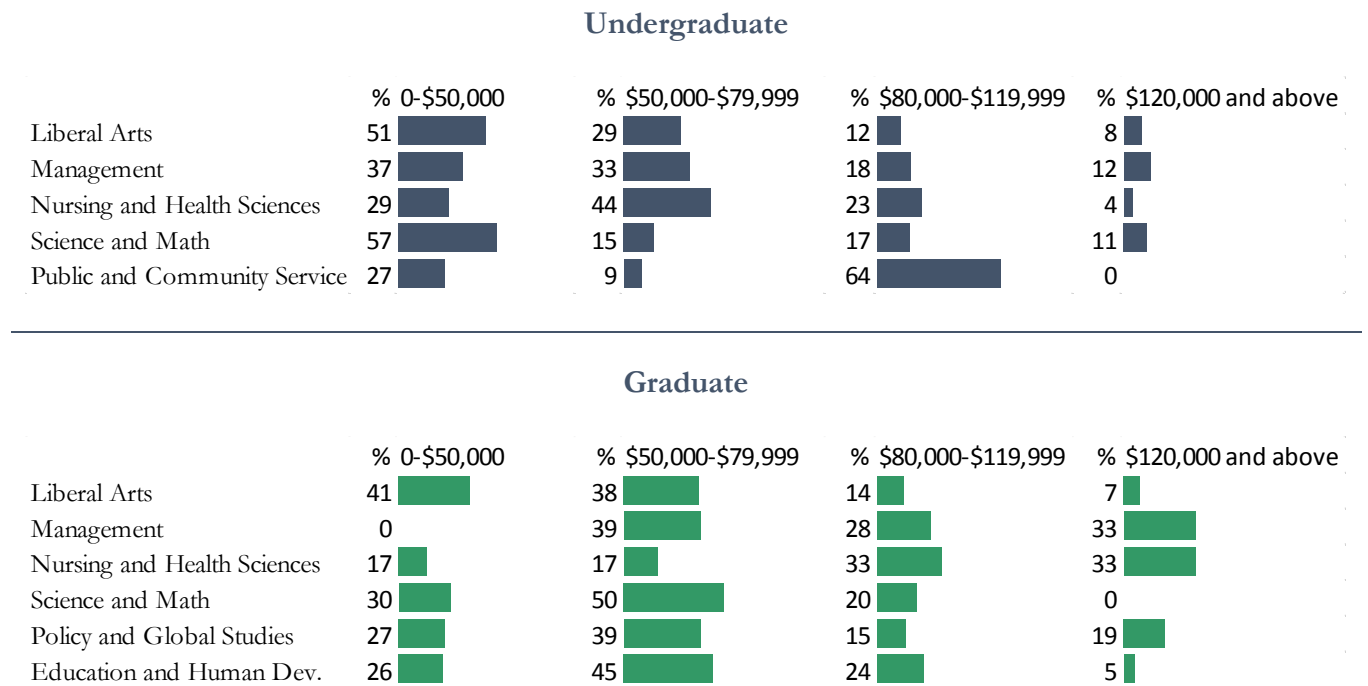 Undergraduate
% 0-$50,000 % $50,000-$79,999 % $80,000-$119,999 % $120,000 and above
Liberal Arts 51 29 12 8
Management 37 33 18 12
Nursing and Health Sciences 29 44 23 4
Science and Math 57 15 17 11
Public and Community Service 27 9 64 0
Graduate
% 0-$50,000 % $50,000-$79,999 % $80,000-$119,999 % $120,000 and above
Liberal Arts 41 38 14 7
Management 0 39 28 33
Nursing and Health Sciences 17 17 33 33
Science and Math 30 50 20 0
Policy and Global Studies 27 39 15 19
Education and Human Dev. 26 45 24 5